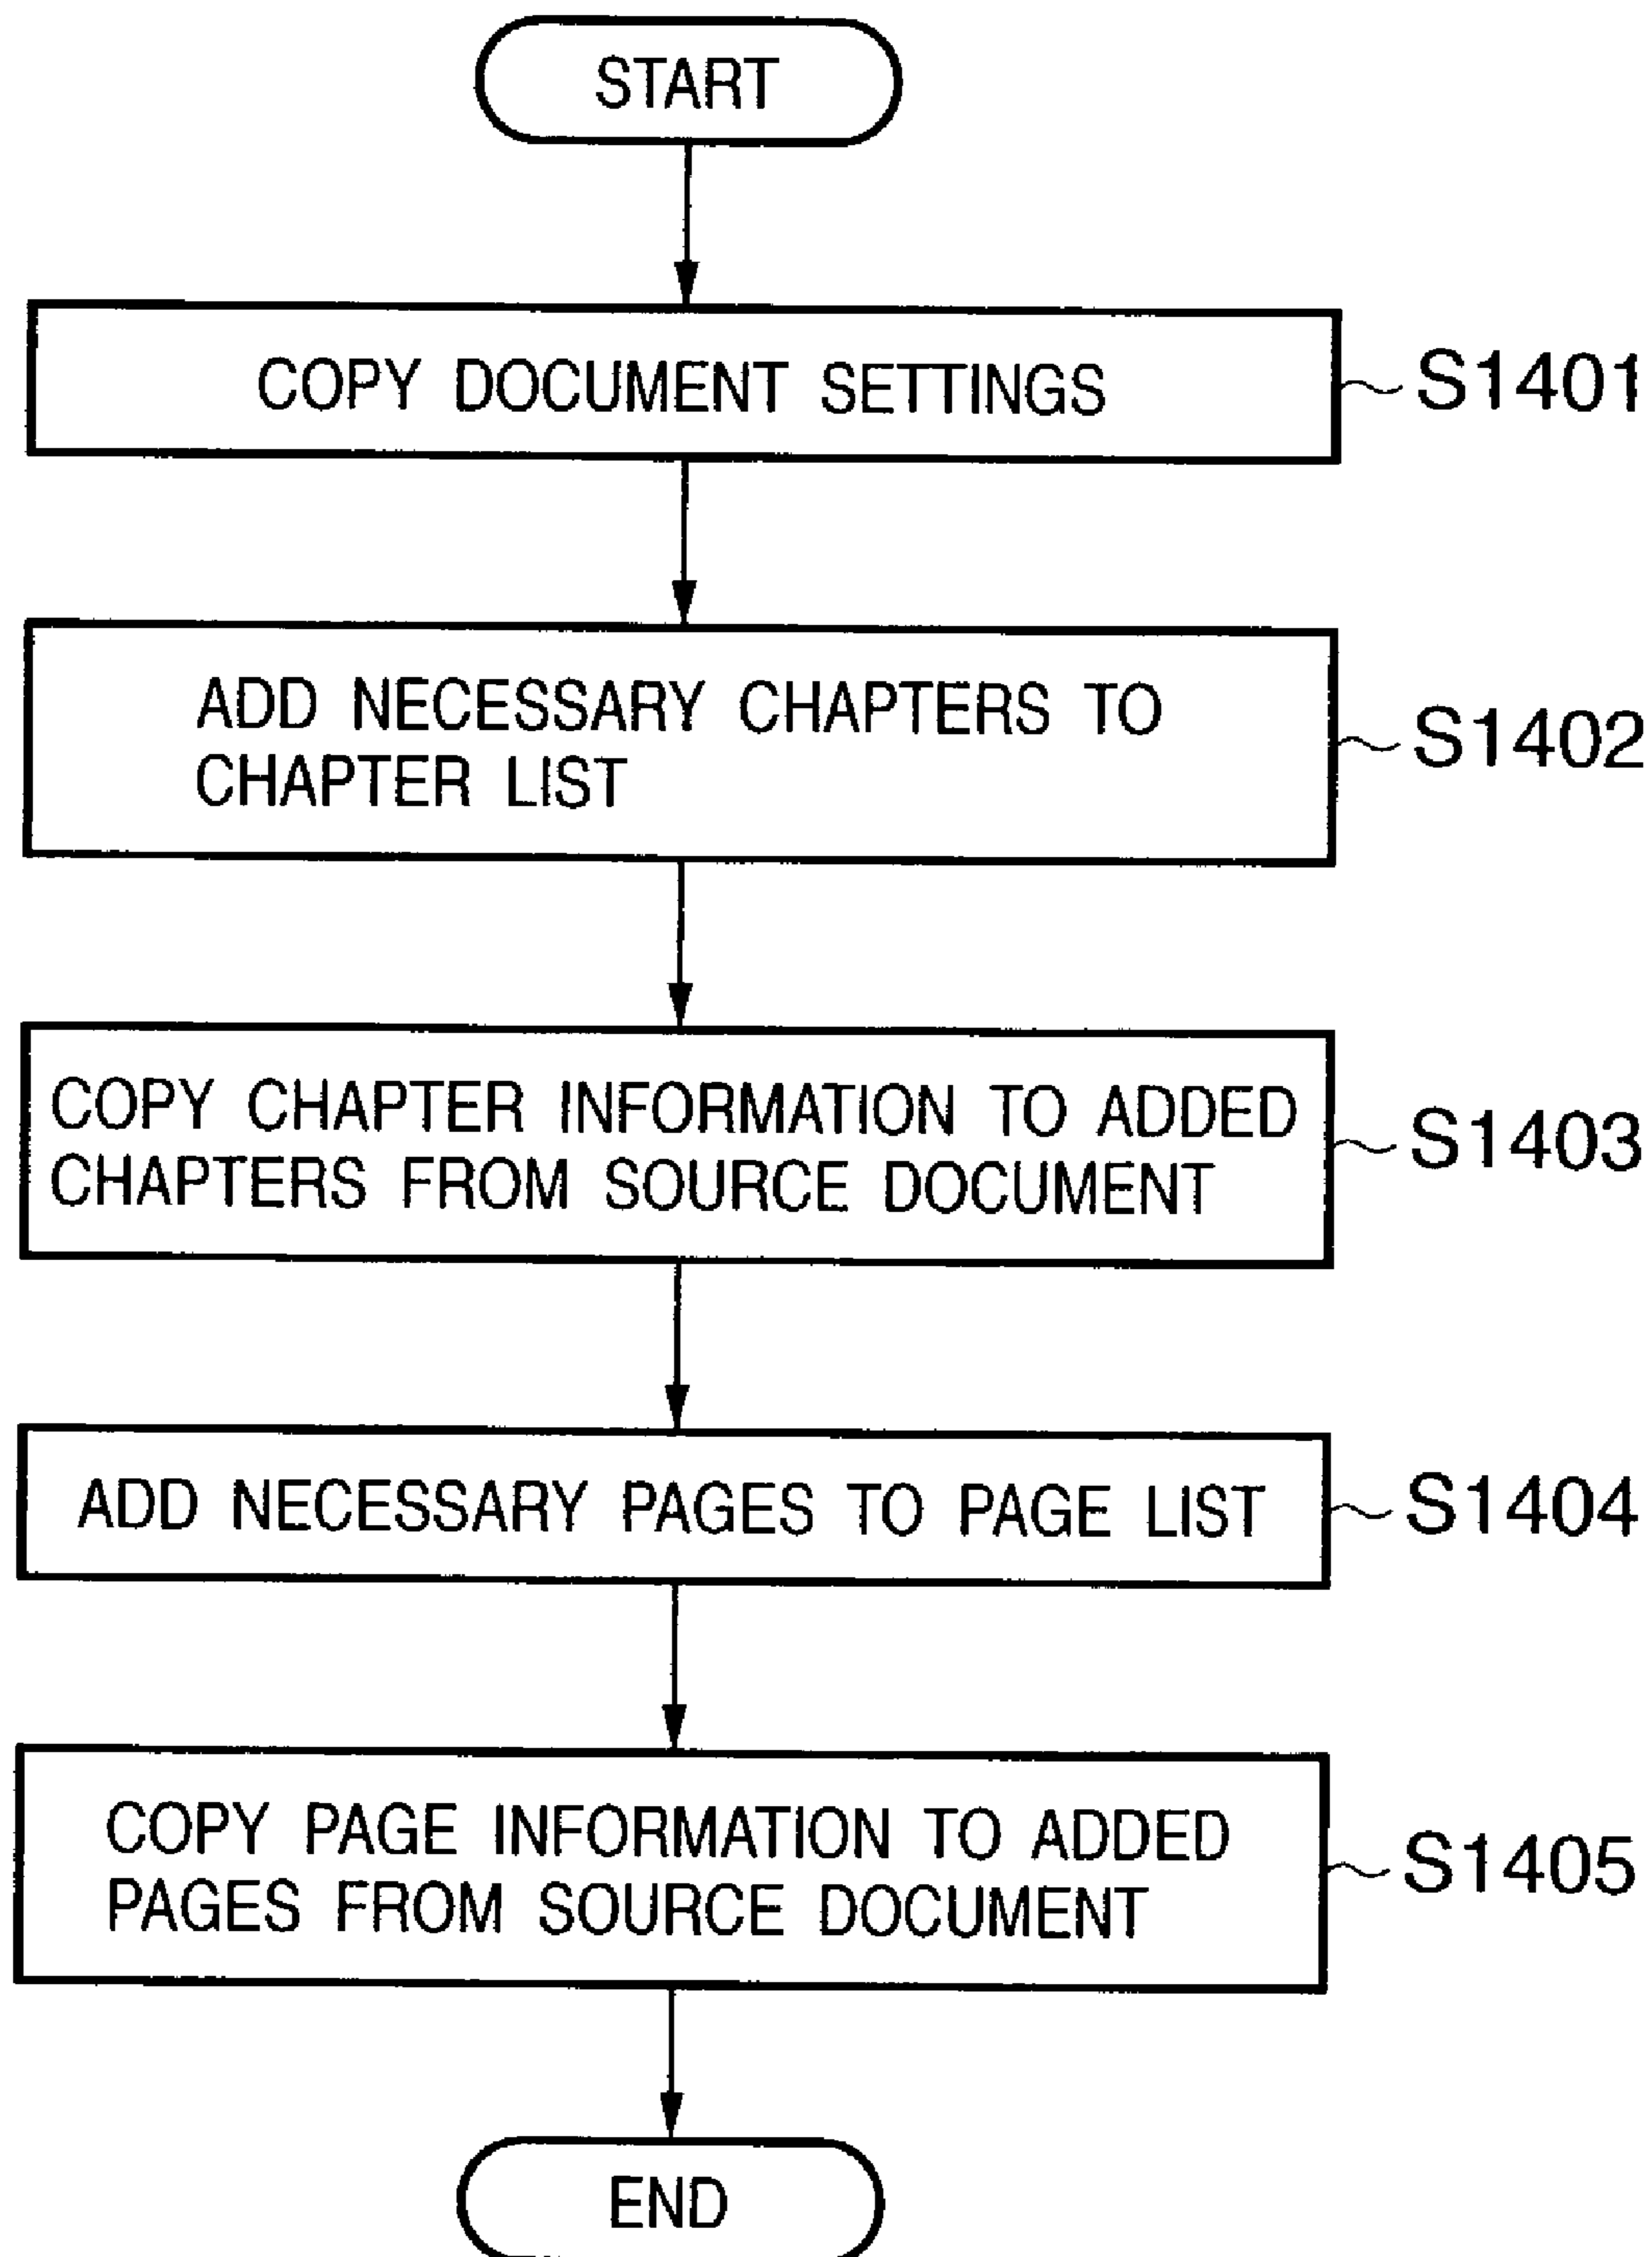 START
COPY DOCUMENT SETTINGS
S1401
ADD NECESSARY CHAPTERS TO
CHAPTER LIST
S1402
COPY CHAPTER INFORMATION TO ADDED
CHAPTERS FROM SOURCE DOCUMENT
S1403
ADD NECESSARY PAGES TO PAGE LIST
S1404
COPY PAGE INFORMATION TO ADDED
PAGES FROM SOURCE DOCUMENT
S1405
END